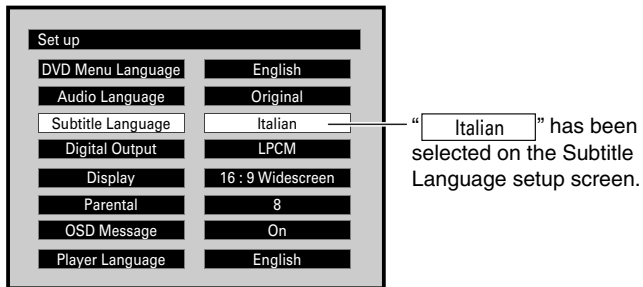 Set up
DVD Menu Language English
Audio Language Original
Subtitle Language Italian
Digital Output LPCM
Display 16 : 9 Widescreen
Parental 8
OSD Message On
Player Language English
“ Italian ” has been
selected on the Subtitle
Language setup screen.